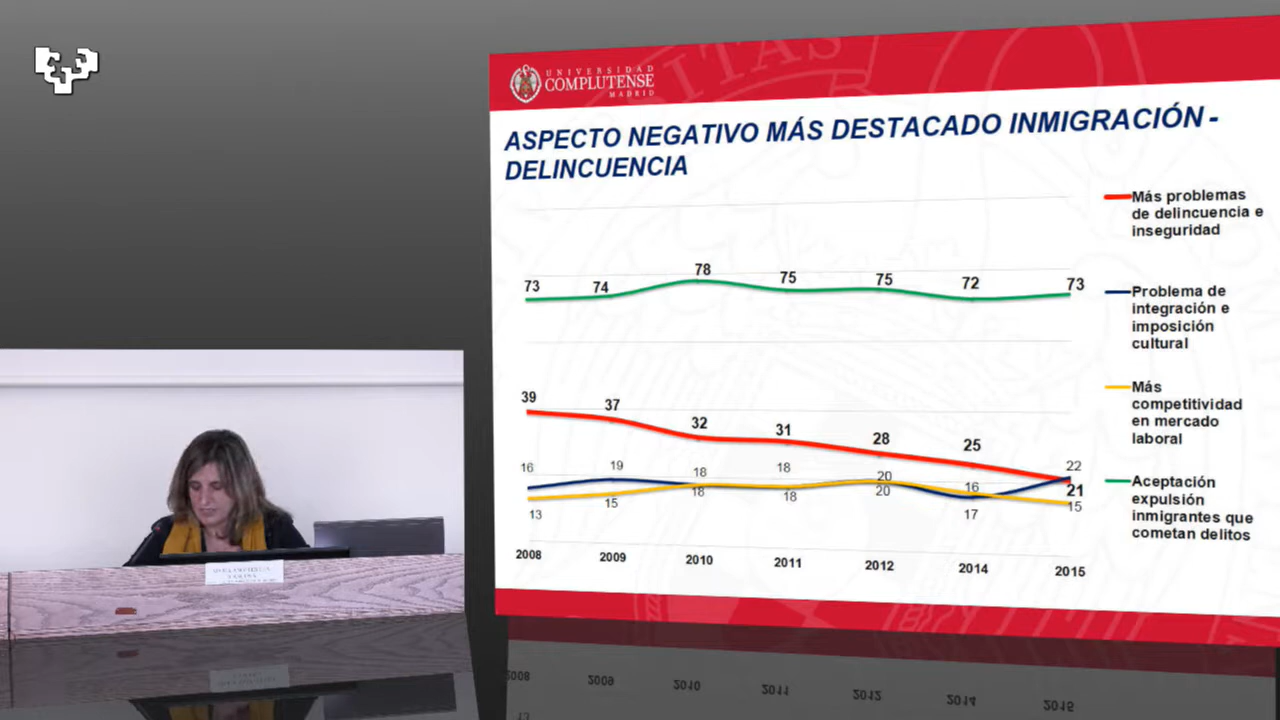 UNIVERSIDAD
COMPLUTENSE
MADRID
ASPECTO NEGATIVO MÁS DESTACADO INMIGRACIÓN -
DELINCUENCIA
Más problemas
de delincuencia e
inseguridad
Problema de
integración e
imposición
cultural
Más
competitividad
en mercado
laboral
Aceptación
expulsión
inmigrantes que
cometan delitos
73 74 78 75 75 72 73
39 37 32 31 28 25 21
16 19 18 18 20 16 22
13 15 18 18 20 17 15
2008 2009 2010 2011 2012 2014 2015